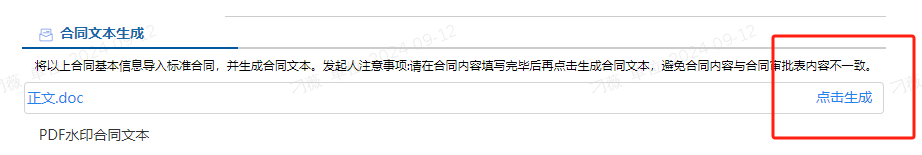 合同文本生成
将以上合同基本信息导入标准合同，并生成合同文本。发起人注意事项:请在合同内容填写完毕后再点击生成合同文本，避免合同内容与合同审批表内容不一致。
正文.doc 点击生成
PDF水印合同文本